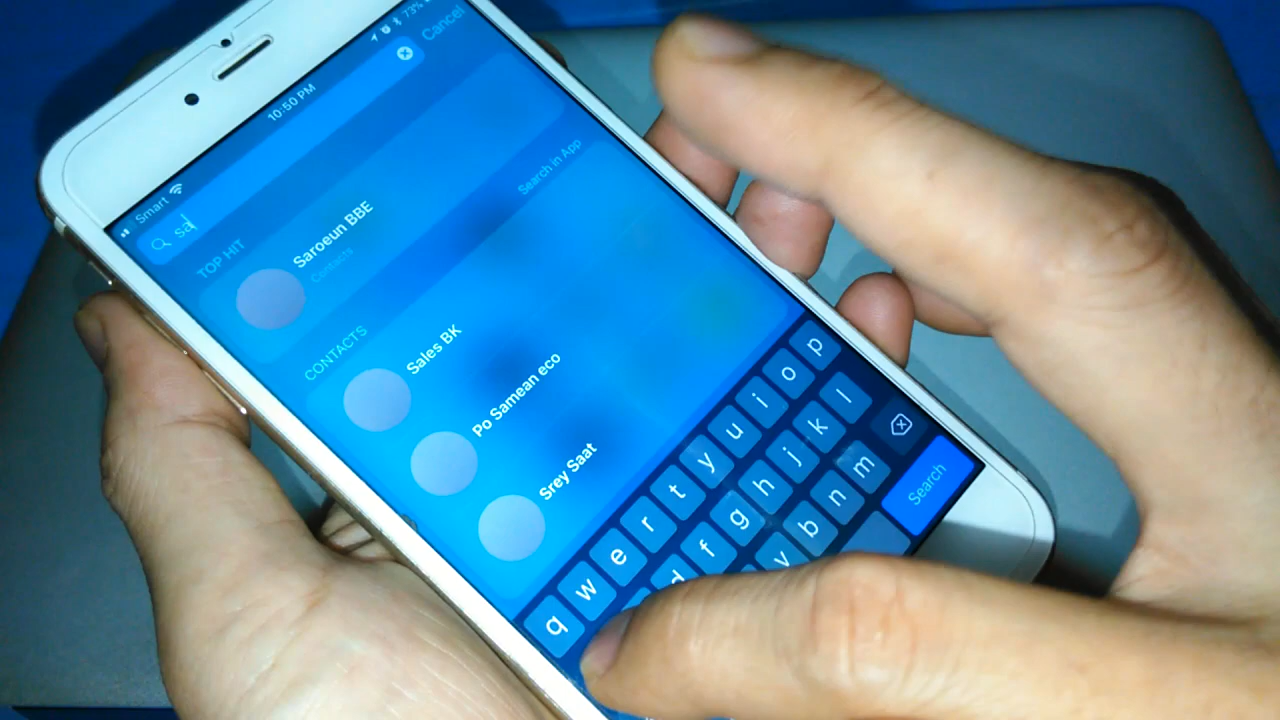 Smart 10:50 PM 73%
sa Cancel
TOP HIT
Saroeun BBE
Contacts
CONTACTS Search in App
Sales BK
Po Samean eco
Srey Saat
q w e r t y u i o p
d f g h j k l
v b n m
Search